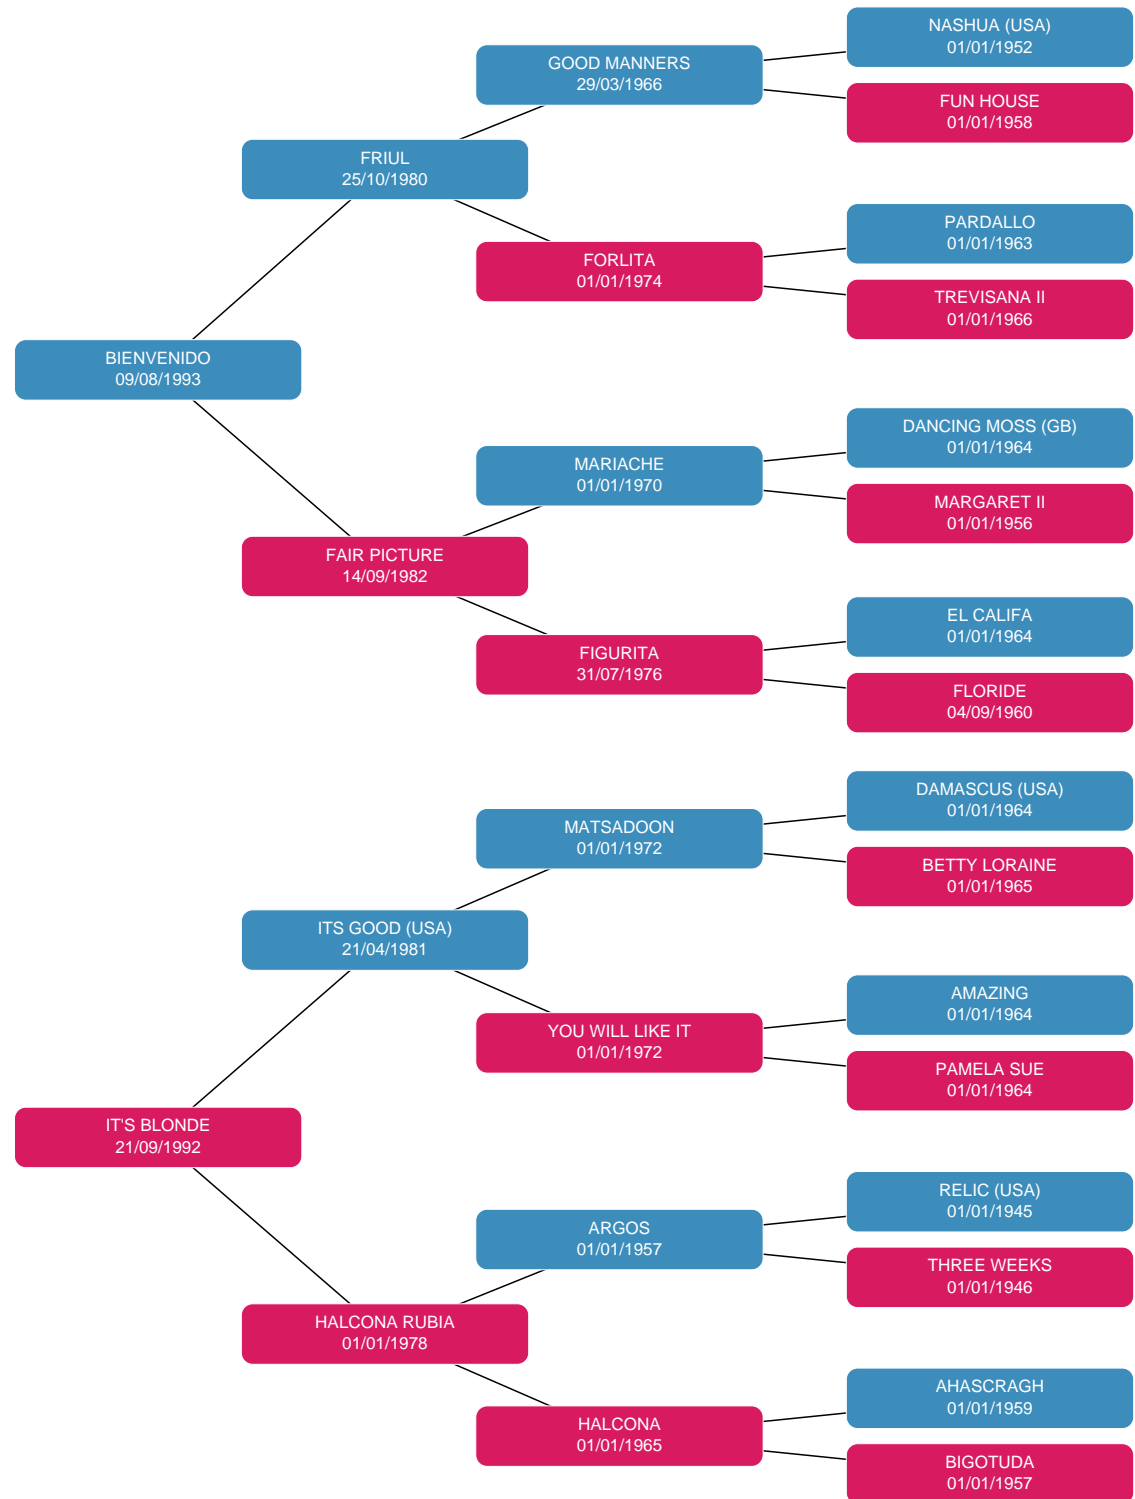 NASHUA (USA)
01/01/1952
GOOD MANNERS
29/03/1966
FUN HOUSE
01/01/1958
FRIUL
25/10/1980
PARDALLO
01/01/1963
FORLITA
01/01/1974
TREVISANA II
01/01/1966
BIENVENIDO
09/08/1993
DANCING MOSS (GB)
01/01/1964
MARIACHE
01/01/1970
MARGARET II
01/01/1956
FAIR PICTURE
14/09/1982
EL CALIFA
01/01/1964
FIGURITA
31/07/1976
FLORIDE
04/09/1960
DAMASCUS (USA)
01/01/1964
MATSADOON
01/01/1972
BETTY LORAINE
01/01/1965
ITS GOOD (USA)
21/04/1981
AMAZING
01/01/1964
YOU WILL LIKE IT
01/01/1972
PAMELA SUE
01/01/1964
IT'S BLONDE
21/09/1992
RELIC (USA)
01/01/1945
ARGOS
01/01/1957
THREE WEEKS
01/01/1946
HALCONA RUBIA
01/01/1978
AHASCRAGH
01/01/1959
HALCONA
01/01/1965
BIGOTUDA
01/01/1957